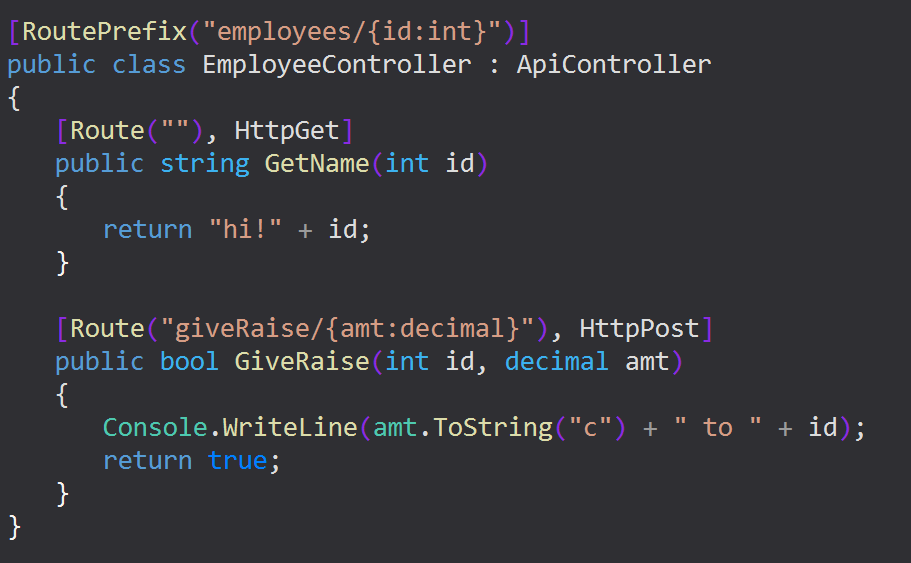 [RoutePrefix("employees/{id:int}")]
public class EmployeeController : ApiController
{
[Route(""), HttpGet]
public string GetName(int id)
{
return "hi!" + id;
}
[Route("giveRaise/{amt:decimal}"), HttpPost]
public bool GiveRaise(int id, decimal amt)
{
Console.WriteLine(amt.ToString("c") + " to " + id);
return true;
}
}